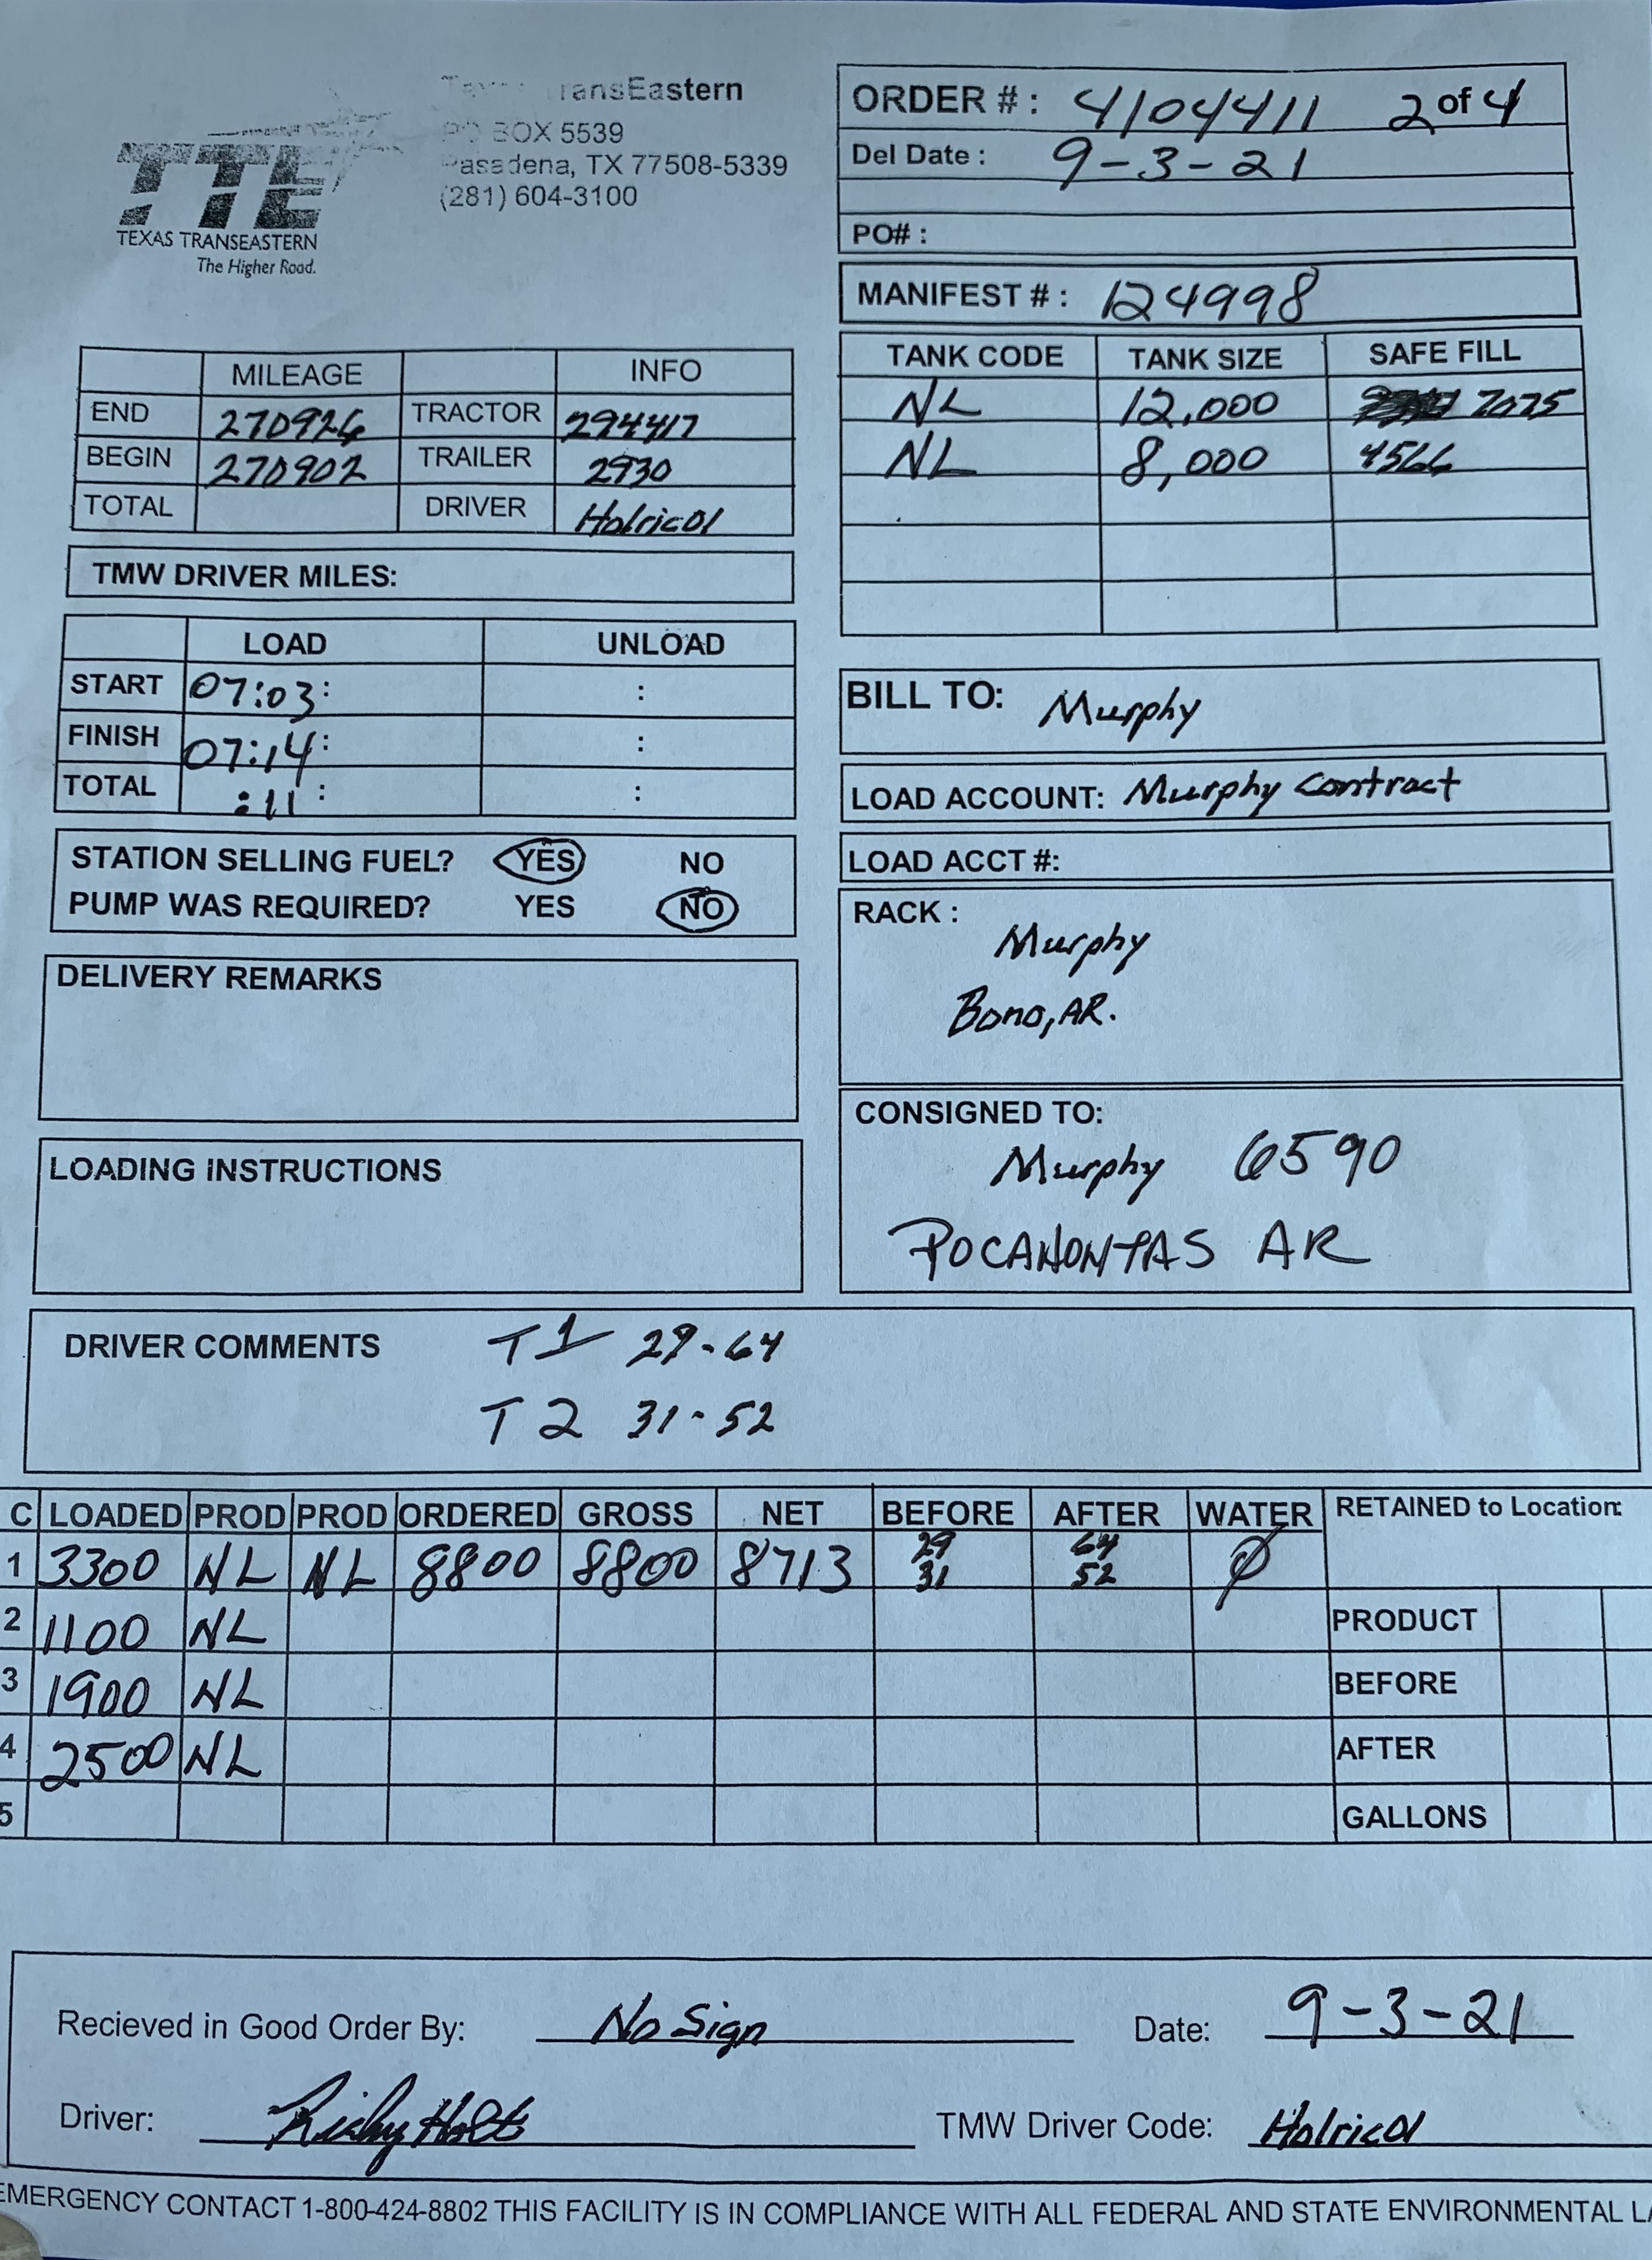 TransEastern
PO BOX 5539
Pasadena, TX 77508-5339
(281) 604-3100
TTE
TEXAS TRANSEASTERN
The Higher Road.
ORDER # : 4104411 2 of 4
Del Date : 9-3-21
PO# :
MANIFEST # : 124998
TANK CODE TANK SIZE SAFE FILL
NL 12,000 7075
NL 8,000 4566
MILEAGE INFO
END 270926 TRACTOR 294417
BEGIN 270902 TRAILER 2930
TOTAL DRIVER Holric01
TMW DRIVER MILES:
LOAD UNLOAD
START 07:03: :
FINISH 07:14: :
TOTAL :11 : :
STATION SELLING FUEL? YES NO
PUMP WAS REQUIRED? YES NO
DELIVERY REMARKS
LOADING INSTRUCTIONS
BILL TO: Murphy
LOAD ACCOUNT: Murphy Contract
LOAD ACCT #:
RACK :
Murphy
Bono, AR.
CONSIGNED TO:
Murphy 6590
POCAHONTAS AR
DRIVER COMMENTS T1 29-64
T2 31-52
C LOADED PROD PROD ORDERED GROSS NET BEFORE AFTER WATER RETAINED to Location:
1 3300 NL NL 8800 8800 8713 29 31 64 52 Ø
2 1100 NL PRODUCT
3 1900 NL BEFORE
4 2500 NL AFTER
5 GALLONS
Recieved in Good Order By: No Sign Date: 9-3-21
Driver: Ricky Holt TMW Driver Code: Holric01
EMERGENCY CONTACT 1-800-424-8802 THIS FACILITY IS IN COMPLIANCE WITH ALL FEDERAL AND STATE ENVIRONMENTAL LA